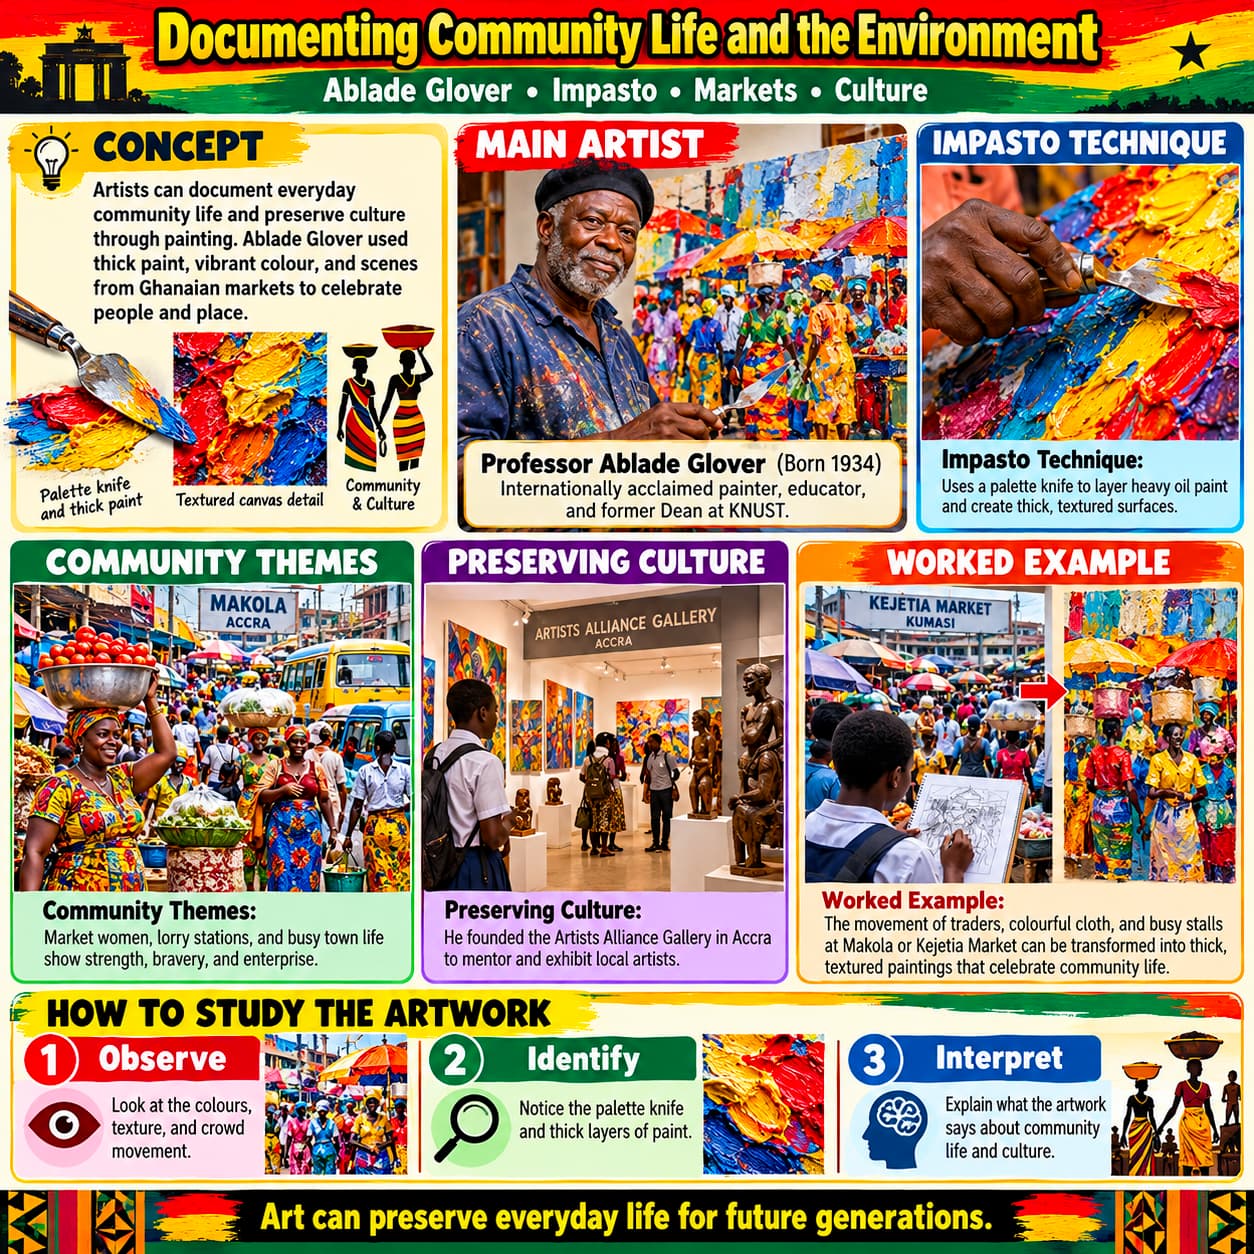 Documenting Community Life and the Environment
Ablade Glover • Impasto • Markets • Culture
CONCEPT
Artists can document everyday
community life and preserve culture
through painting. Ablade Glover used
thick paint, vibrant colour, and scenes
from Ghanaian markets to celebrate
people and place.
Palette knife
and thick paint
Textured canvas detail
Community
& Culture
MAIN ARTIST
Professor Ablade Glover (Born 1934)
Internationally acclaimed painter, educator,
and former Dean at KNUST.
IMPASTO TECHNIQUE
Impasto Technique:
Uses a palette knife to layer heavy oil paint
and create thick, textured surfaces.
COMMUNITY THEMES
MAKOLA
ACCRA
Community Themes:
Market women, lorry stations, and busy town life
show strength, bravery, and enterprise.
PRESERVING CULTURE
ARTISTS ALLIANCE GALLERY
ACCRA
Preserving Culture:
He founded the Artists Alliance Gallery in Accra
to mentor and exhibit local artists.
WORKED EXAMPLE
KEJETIA MARKET
KUMASI
Worked Example:
The movement of traders, colourful cloth, and busy stalls
at Makola or Kejetia Market can be transformed into thick,
textured paintings that celebrate community life.
HOW TO STUDY THE ARTWORK
1 Observe
Look at the colours,
texture, and crowd
movement.
2 Identify
Notice the palette knife
and thick layers of paint.
3 Interpret
Explain what the artwork
says about community
life and culture.
Art can preserve everyday life for future generations.